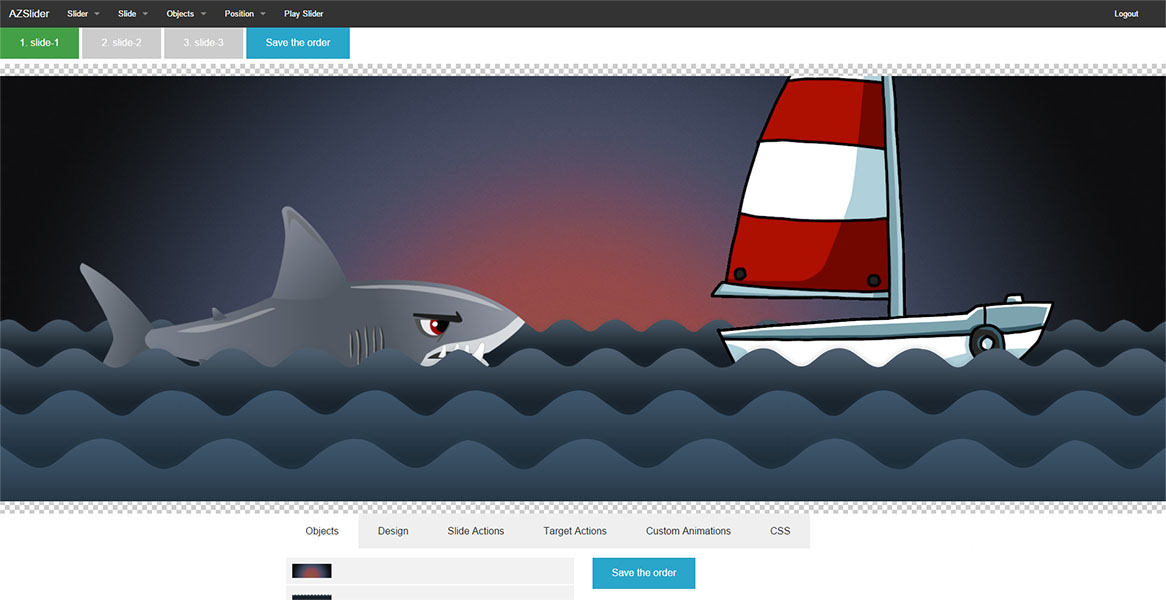 AZSlider Slider Slide Objects Position Play Slider Logout
1. slide-1 2. slide-2 3. slide-3 Save the order
Objects Design Slide Actions Target Actions Custom Animations CSS
Save the order